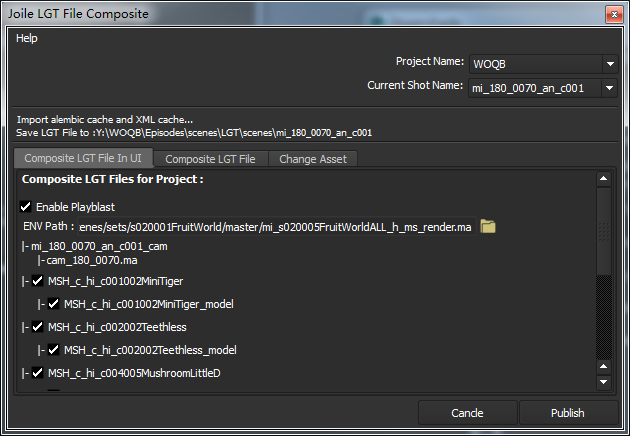 Joile LGT File Composite
Help
Project Name: WOQB
Current Shot Name: mi_180_0070_an_c001
Import alembic cache and XML cache...
Save LGT File to :Y:\WOQB\Episodes\scenes\LGT\scenes\mi_180_0070_an_c001
Composite LGT File In UI Composite LGT File Change Asset
Composite LGT Files for Project :
Enable Playblast
ENV Path : enes/sets/s020001FruitWorld/master/mi_s020005FruitWorldALL_h_ms_render.ma
|- mi_180_0070_an_c001_cam
|-cam_180_0070.ma
|- MSH_c_hi_c001002MiniTiger
|- MSH_c_hi_c001002MiniTiger_model
|- MSH_c_hi_c002002Teethless
|- MSH_c_hi_c002002Teethless_model
|- MSH_c_hi_c004005MushroomLittleD
Cancle Publish